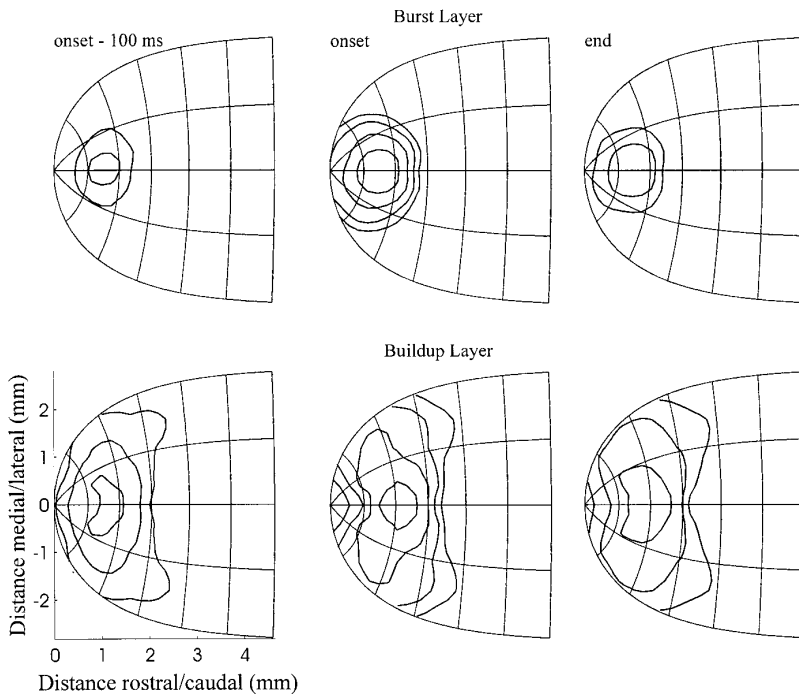 Burst Layer
onset - 100 ms
onset
end
Buildup Layer
Distance medial/lateral (mm)
2
1
0
-1
-2
0
1
2
3
4
Distance rostral/caudal (mm)